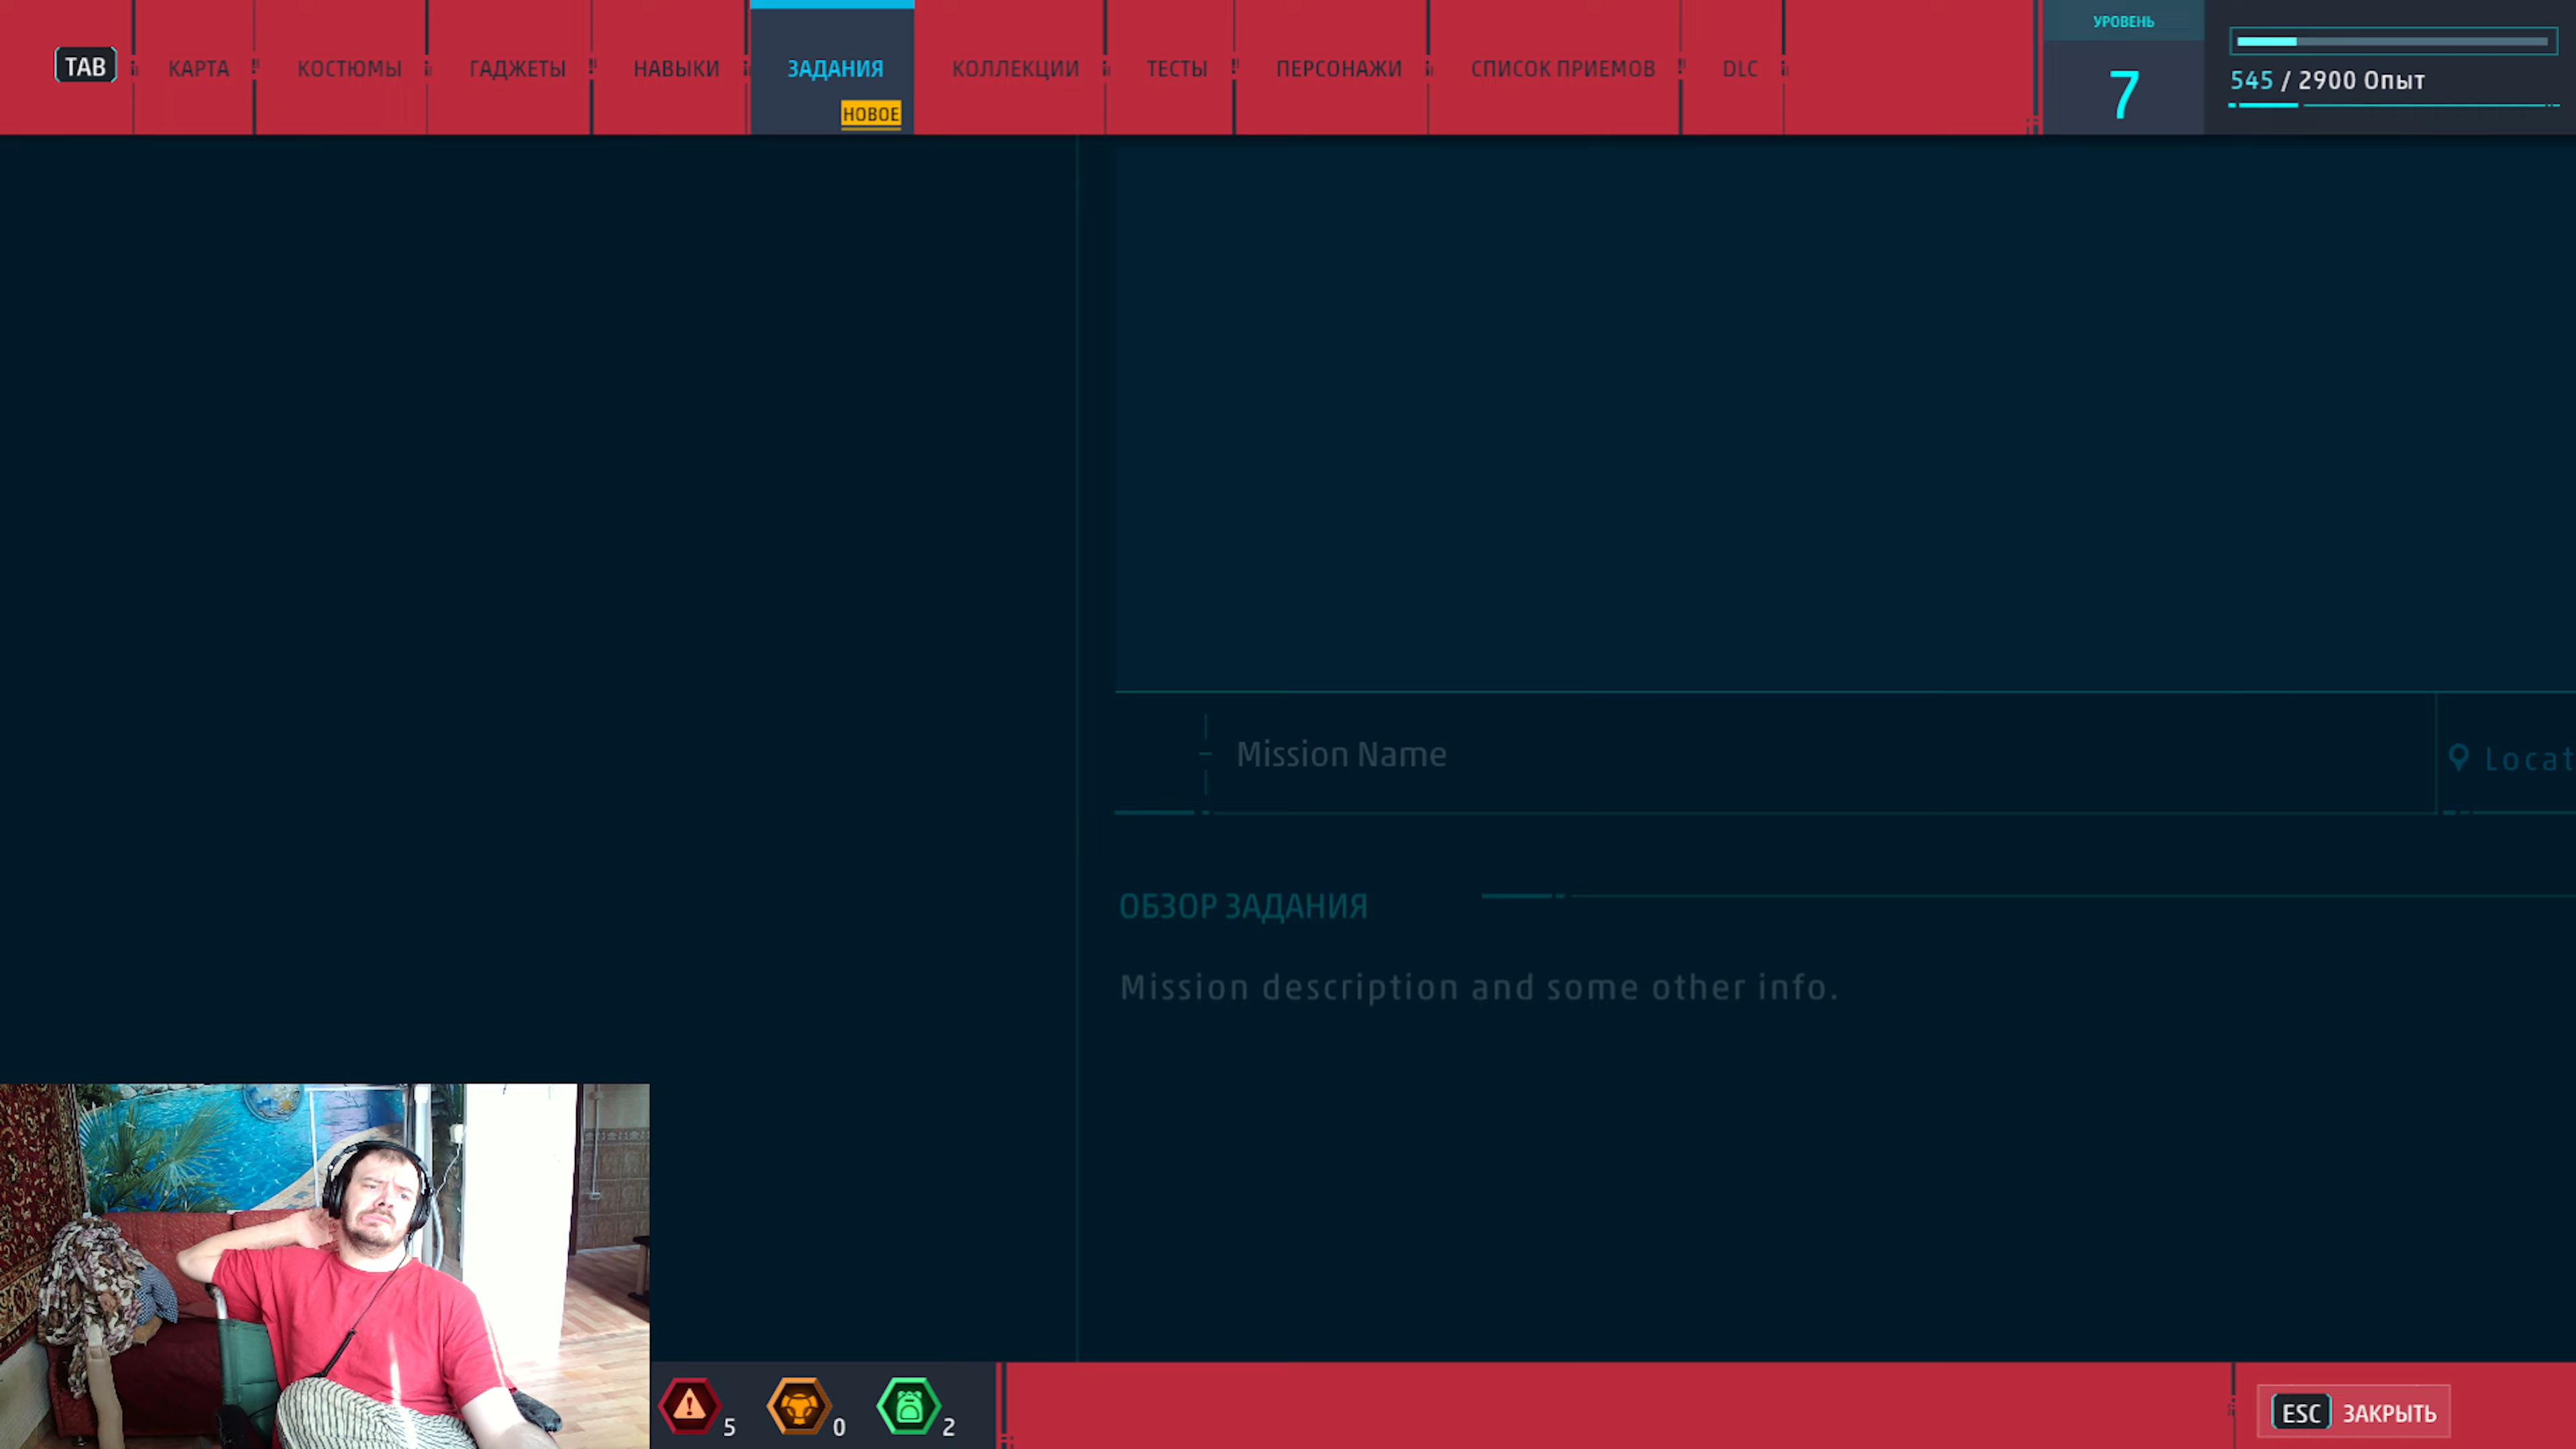 TAB
КАРТА
КОСТЮМЫ
ГАДЖЕТЫ
НАВЫКИ
ЗАДАНИЯ
НОВОЕ
КОЛЛЕКЦИИ
ТЕСТЫ
ПЕРСОНАЖИ
СПИСОК ПРИЕМОВ
DLC
УРОВЕНЬ
7
545 / 2900 Опыт
Mission Name
Locat
ОБЗОР ЗАДАНИЯ
Mission description and some other info.
5
0
2
ESC ЗАКРЫТЬ